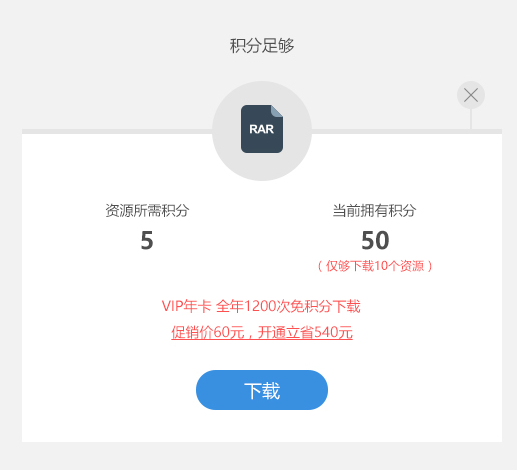 积分足够
RAR
资源所需积分
当前拥有积分
5
50
（仅够下载10个资源）
VIP年卡 全年1200次免积分下载
促销价60元，开通立省540元
下载